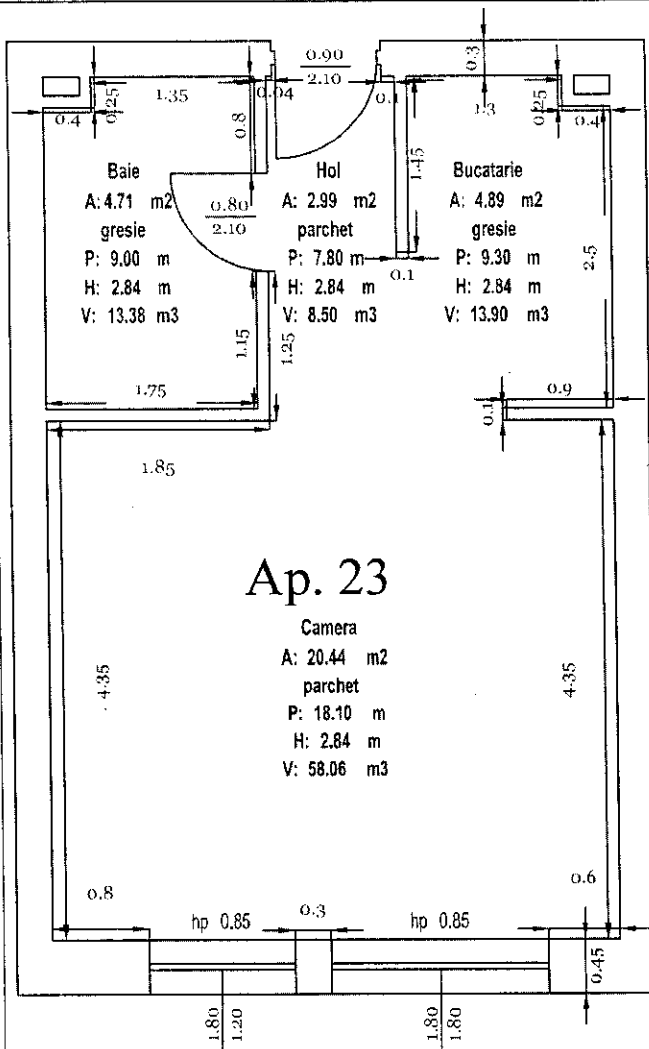 0.90
2.10
0.3
1.35
0.04
0.1
1.3
0.4
0.25
0.8
0.25
0.4
1.45
Baie
A: 4.71 m2
gresie
P: 9.00 m
H: 2.84 m
V: 13.38 m3
0.80
2.10
Hol
A: 2.99 m2
parchet
P: 7.80 m
H: 2.84 m
V: 8.50 m3
Bucatarie
A: 4.89 m2
gresie
P: 9.30 m
H: 2.84 m
V: 13.90 m3
2.5
0.1
1.15
1.25
1.75
0.9
0.1
1.85
Ap. 23
Camera
A: 20.44 m2
parchet
P: 18.10 m
H: 2.84 m
V: 58.06 m3
4.35
4.35
0.8
hp 0.85
0.3
hp 0.85
0.6
0.45
1.80
1.20
1.80
1.80